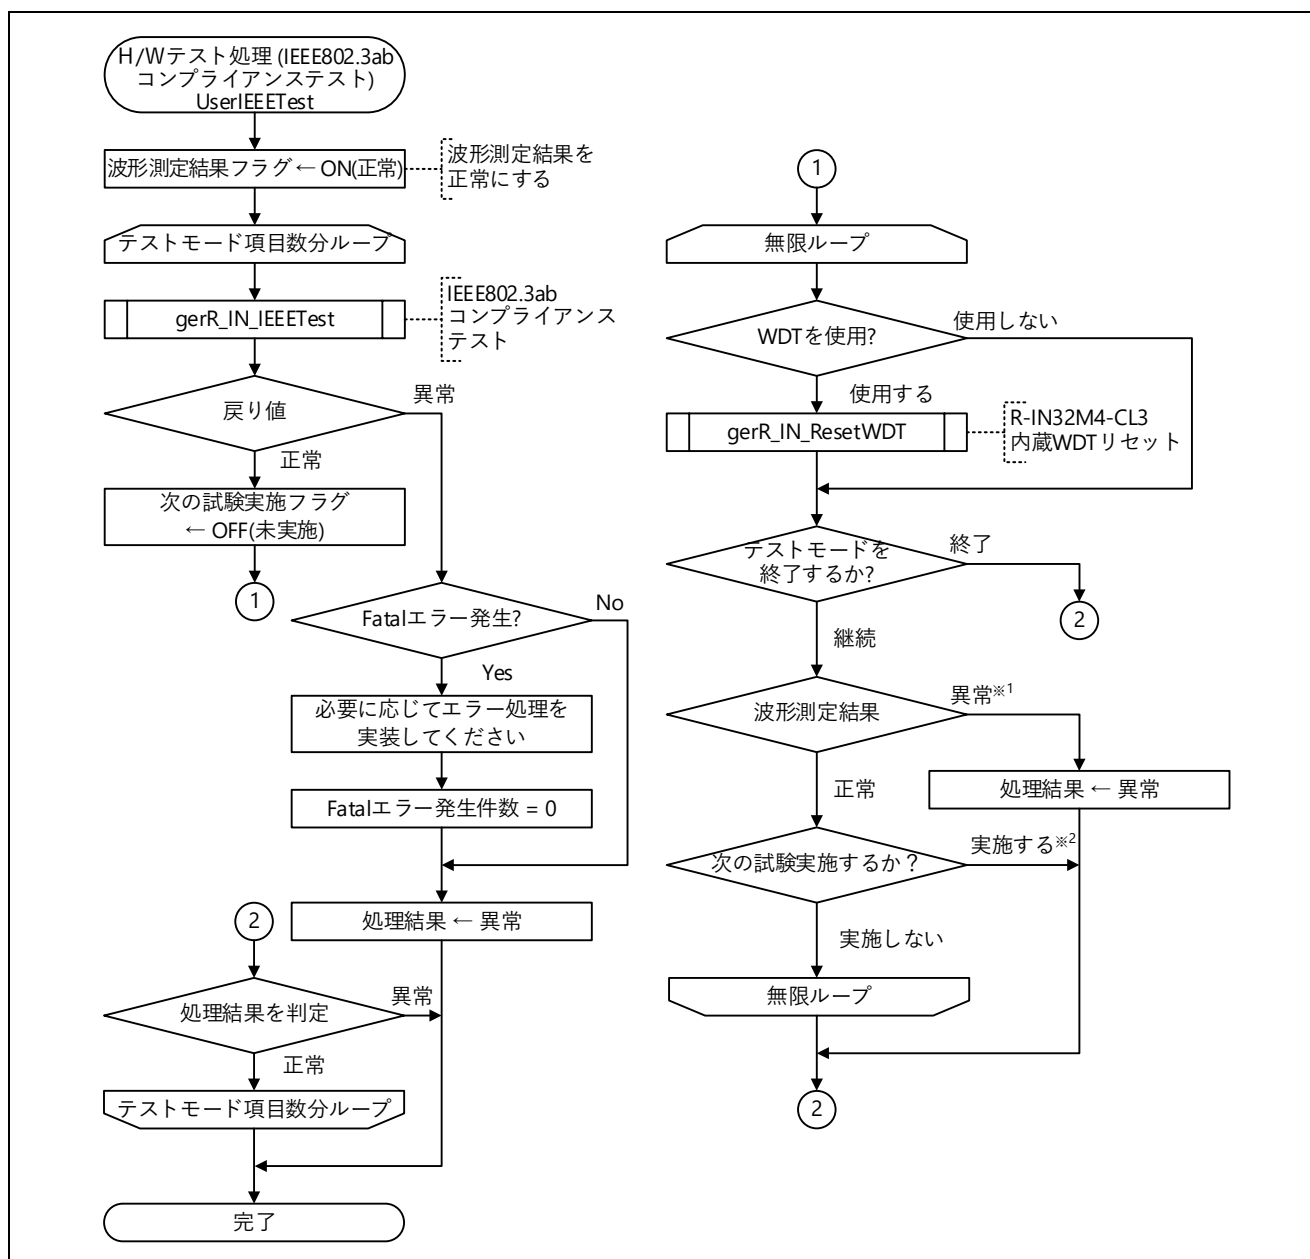 H/Wテスト処理 (IEEE802.3ab
コンプライアンステスト)
UserIEEETest
波形測定結果フラグ ← ON(正常)
波形測定結果を
正常にする
テストモード項目数分ループ
gerR_IN_IEEETest
IEEE802.3ab
コンプライアンス
テスト
戻り値
異常
正常
次の試験実施フラグ
← OFF(未実施)
1
Fatalエラー発生?
No
Yes
必要に応じてエラー処理を
実装してください
Fatalエラー発生件数 = 0
処理結果 ← 異常
2
処理結果を判定
異常
正常
テストモード項目数分ループ
完了
1
無限ループ
WDTを使用?
使用しない
使用する
gerR_IN_ResetWDT
R-IN32M4-CL3
内蔵WDTリセット
テストモードを
終了するか?
終了
2
継続
波形測定結果
異常※1
処理結果 ← 異常
正常
次の試験実施するか?
実施する※2
実施しない
無限ループ
2